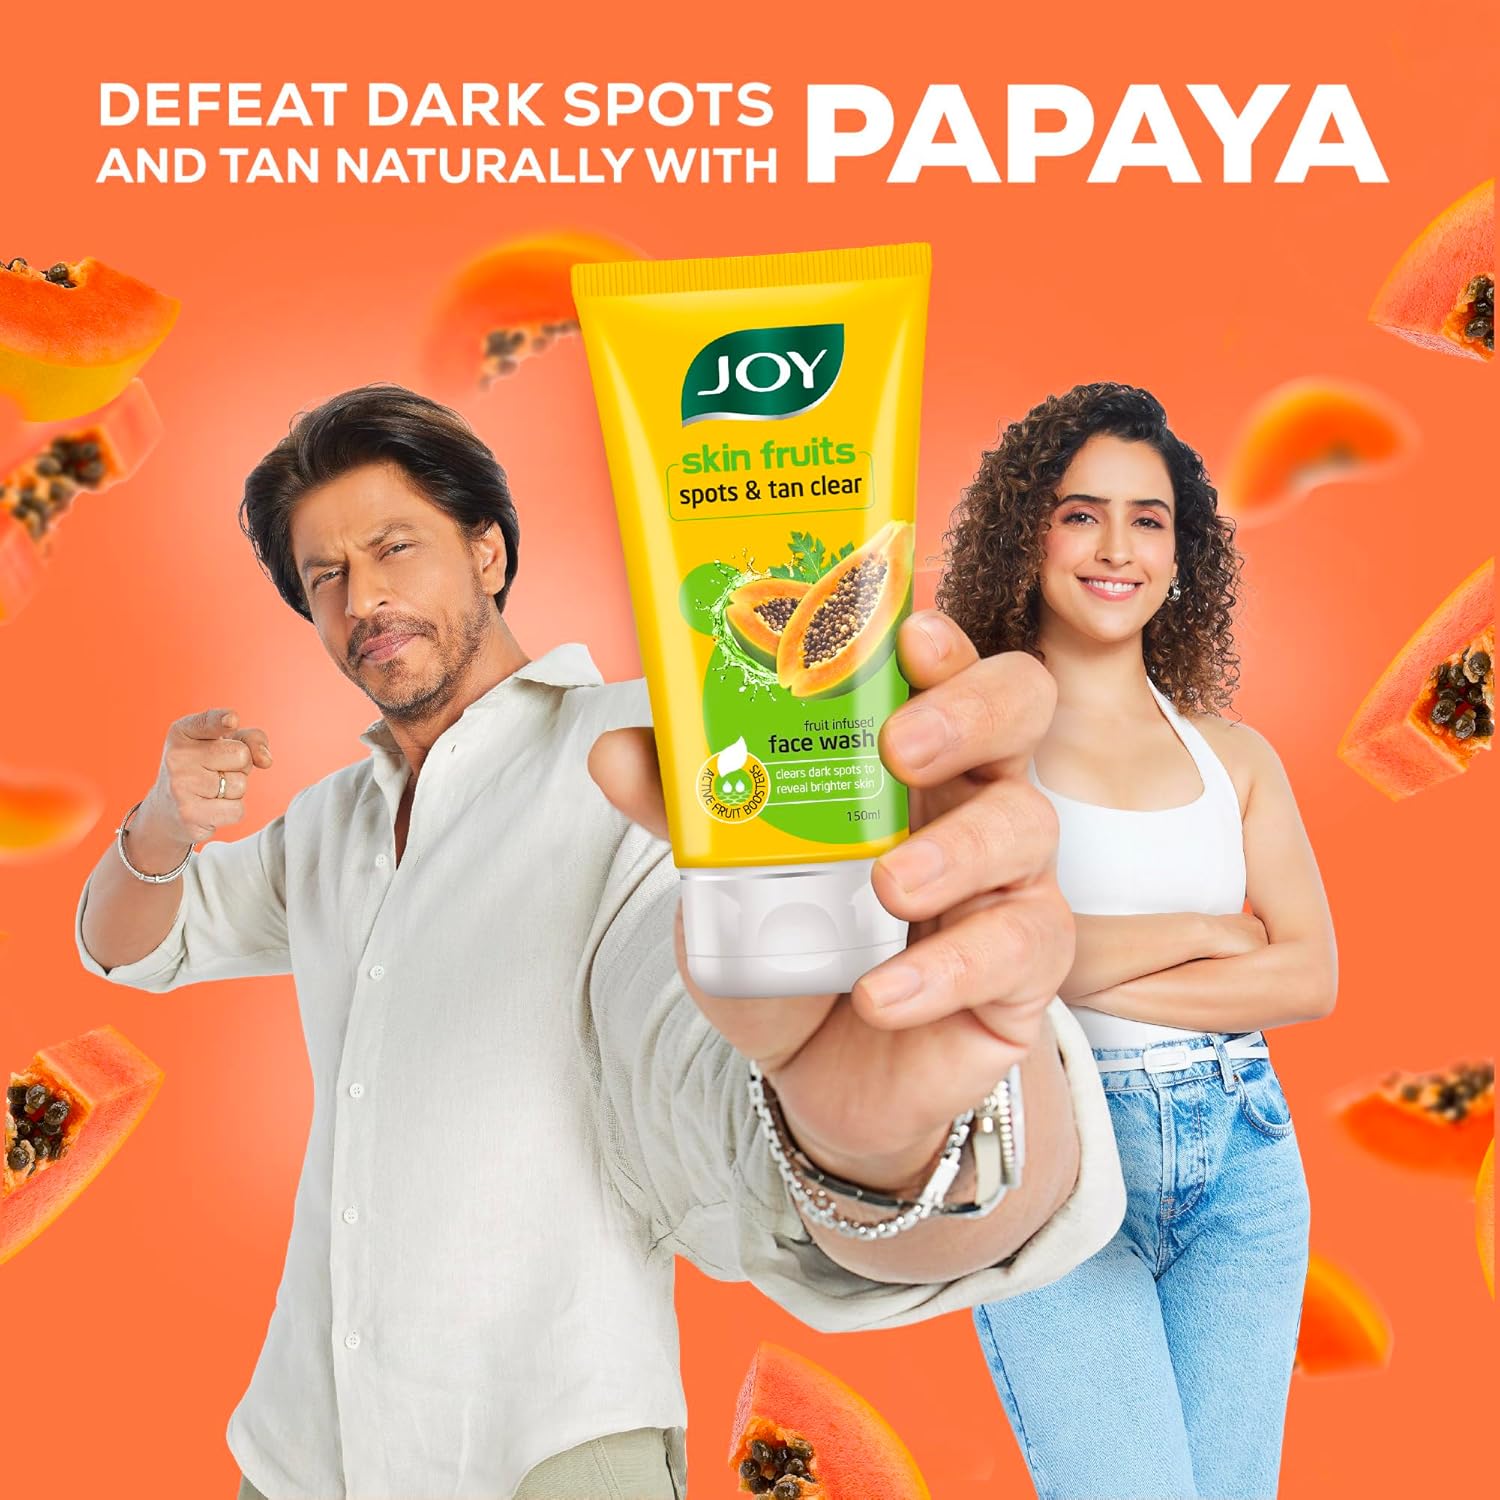 DEFEAT DARK SPOTS
AND TAN NATURALLY WITH
PAPAYA
JOY
skin fruits
spots & tan clear
fruit infused
face wash
clears dark spots to
reveal brighter skin
ACTIVE FRUIT BOOSTERS
150ml